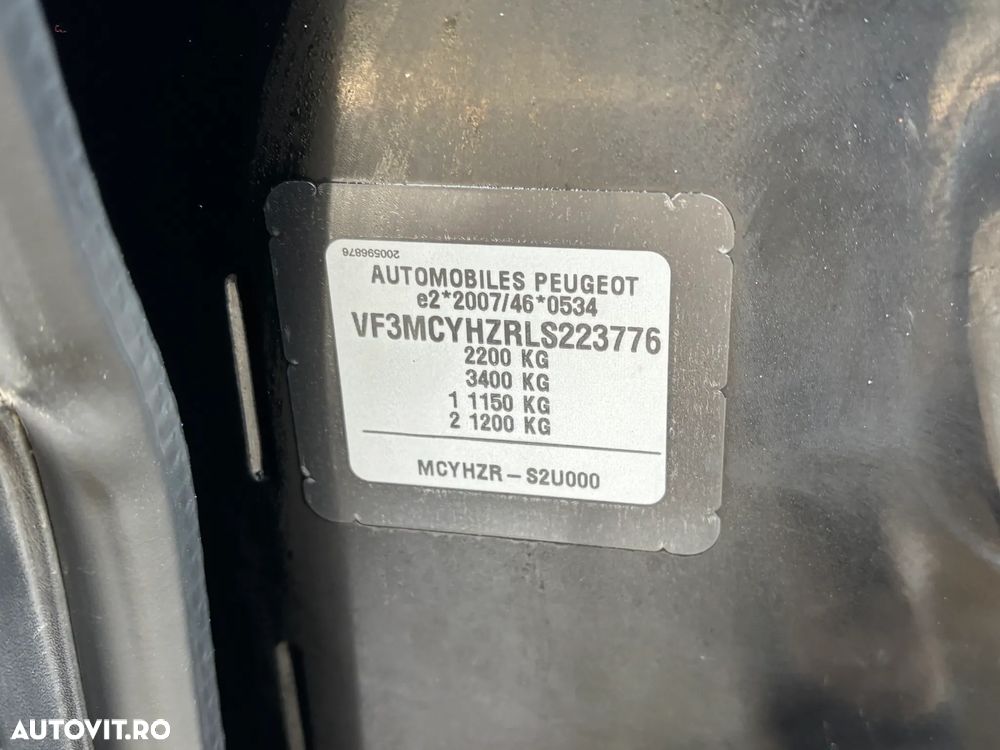 200596876
AUTOMOBILES PEUGEOT
e2*2007/46*0534
VF3MCYHZRLS223776
2200 KG
3400 KG
1 1150 KG
2 1200 KG
MCYHZR - S2U000
AUTOVIT.RO